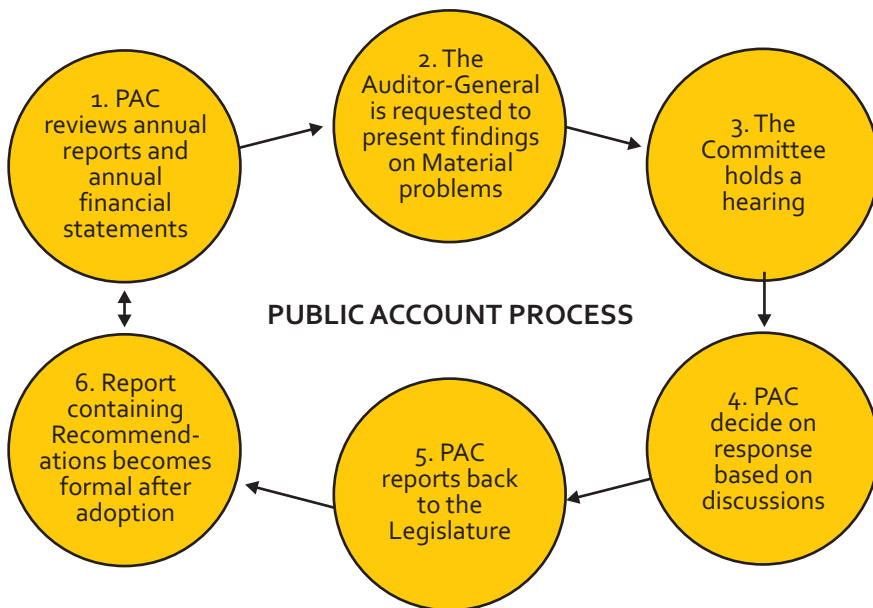 1. PAC
reviews annual
reports and
annual
financial
statements
2. The
Auditor-General
is requested to
present findings
on Material
problems
3. The
Committee
holds a
hearing
PUBLIC ACCOUNT PROCESS
4. PAC
decide on
response
based on
discussions
5. PAC
reports back
to the
Legislature
6. Report
containing
Recommend-
ations becomes
formal after
adoption